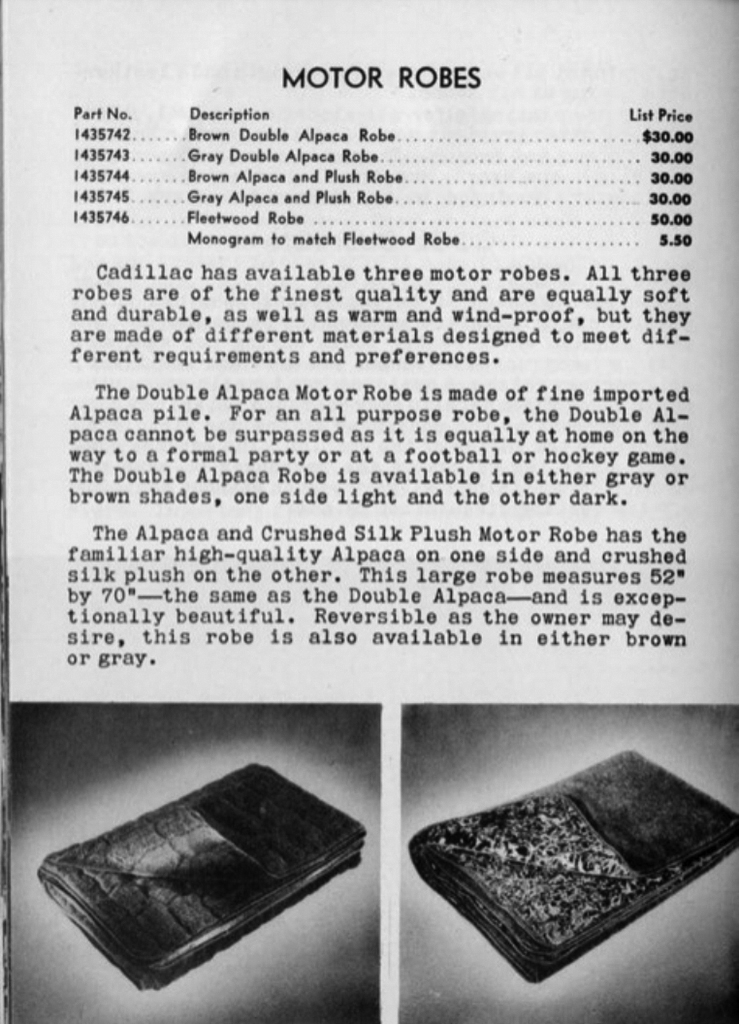 MOTOR ROBES
Part No. Description List Price
1435742.......Brown Double Alpaca Robe..............................$30.00
1435743.......Gray Double Alpaca Robe................................ 30.00
1435744.......Brown Alpaca and Plush Robe............................ 30.00
1435745.......Gray Alpaca and Plush Robe............................. 30.00
1435746.......Fleetwood Robe ........................................ 50.00
Monogram to match Fleetwood Robe...................... 5.50
Cadillac has available three motor robes. All three
robes are of the finest quality and are equally soft
and durable, as well as warm and wind-proof, but they
are made of different materials designed to meet dif-
ferent requirements and preferences.
The Double Alpaca Motor Robe is made of fine imported
Alpaca pile. For an all purpose robe, the Double Al-
paca cannot be surpassed as it is equally at home on the
way to a formal party or at a football or hockey game.
The Double Alpaca Robe is available in either gray or
brown shades, one side light and the other dark.
The Alpaca and Crushed Silk Plush Motor Robe has the
familiar high-quality Alpaca on one side and crushed
silk plush on the other. This large robe measures 52"
by 70"—the same as the Double Alpaca—and is excep-
tionally beautiful. Reversible as the owner may de-
sire, this robe is also available in either brown
or gray.